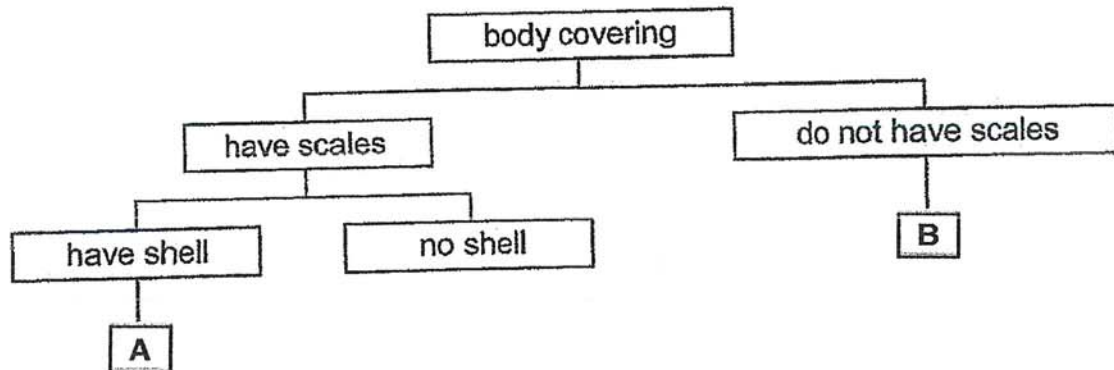 body covering
have scales
do not have scales
have shell
no shell
B
A